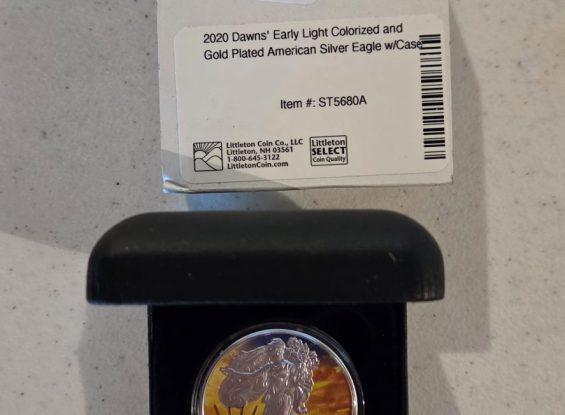 2020 Dawns' Early Light Colorized and
Gold Plated American Silver Eagle w/Case
Item #: ST5680A
Littleton Coin Co., LLC
Littleton, NH 03561
1-800-645-3122
LittletonCoin.com
Littleton
SELECT
Coin Quality